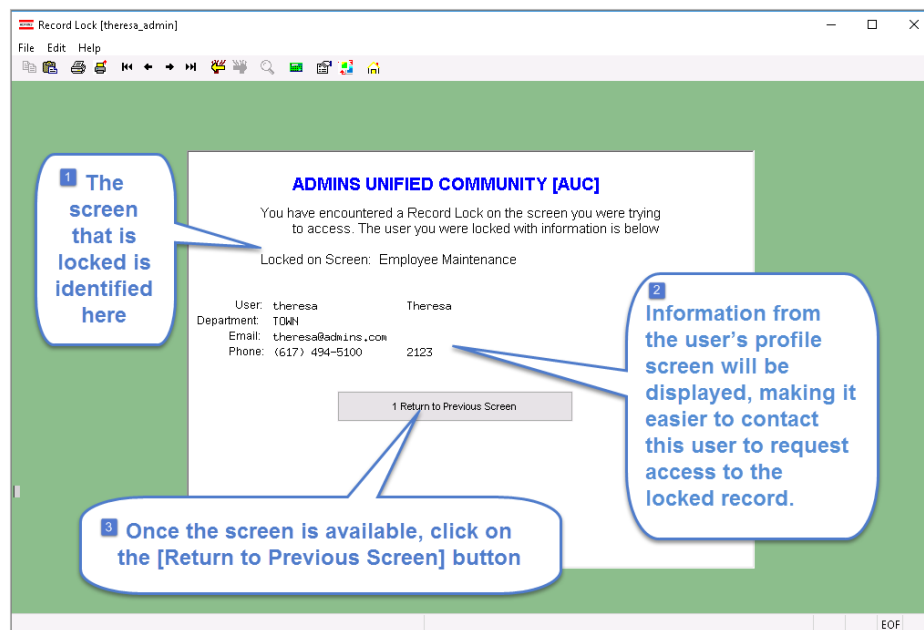 Record Lock [theresa_admin]
File Edit Help
ADMINS UNIFIED COMMUNITY [AUC]
You have encountered a Record Lock on the screen you were trying
to access. The user you were locked with information is below
Locked on Screen: Employee Maintenance
User: theresa Theresa
Department: TOWN
Email: theresa@admins.com
Phone: (617) 494-5100 2123
1 Return to Previous Screen
1 The
screen
that is
locked is
identified
here
2
Information from
the user's profile
screen will be
displayed, making it
easier to contact
this user to request
access to the
locked record.
3 Once the screen is available, click on
the [Return to Previous Screen] button
EOF